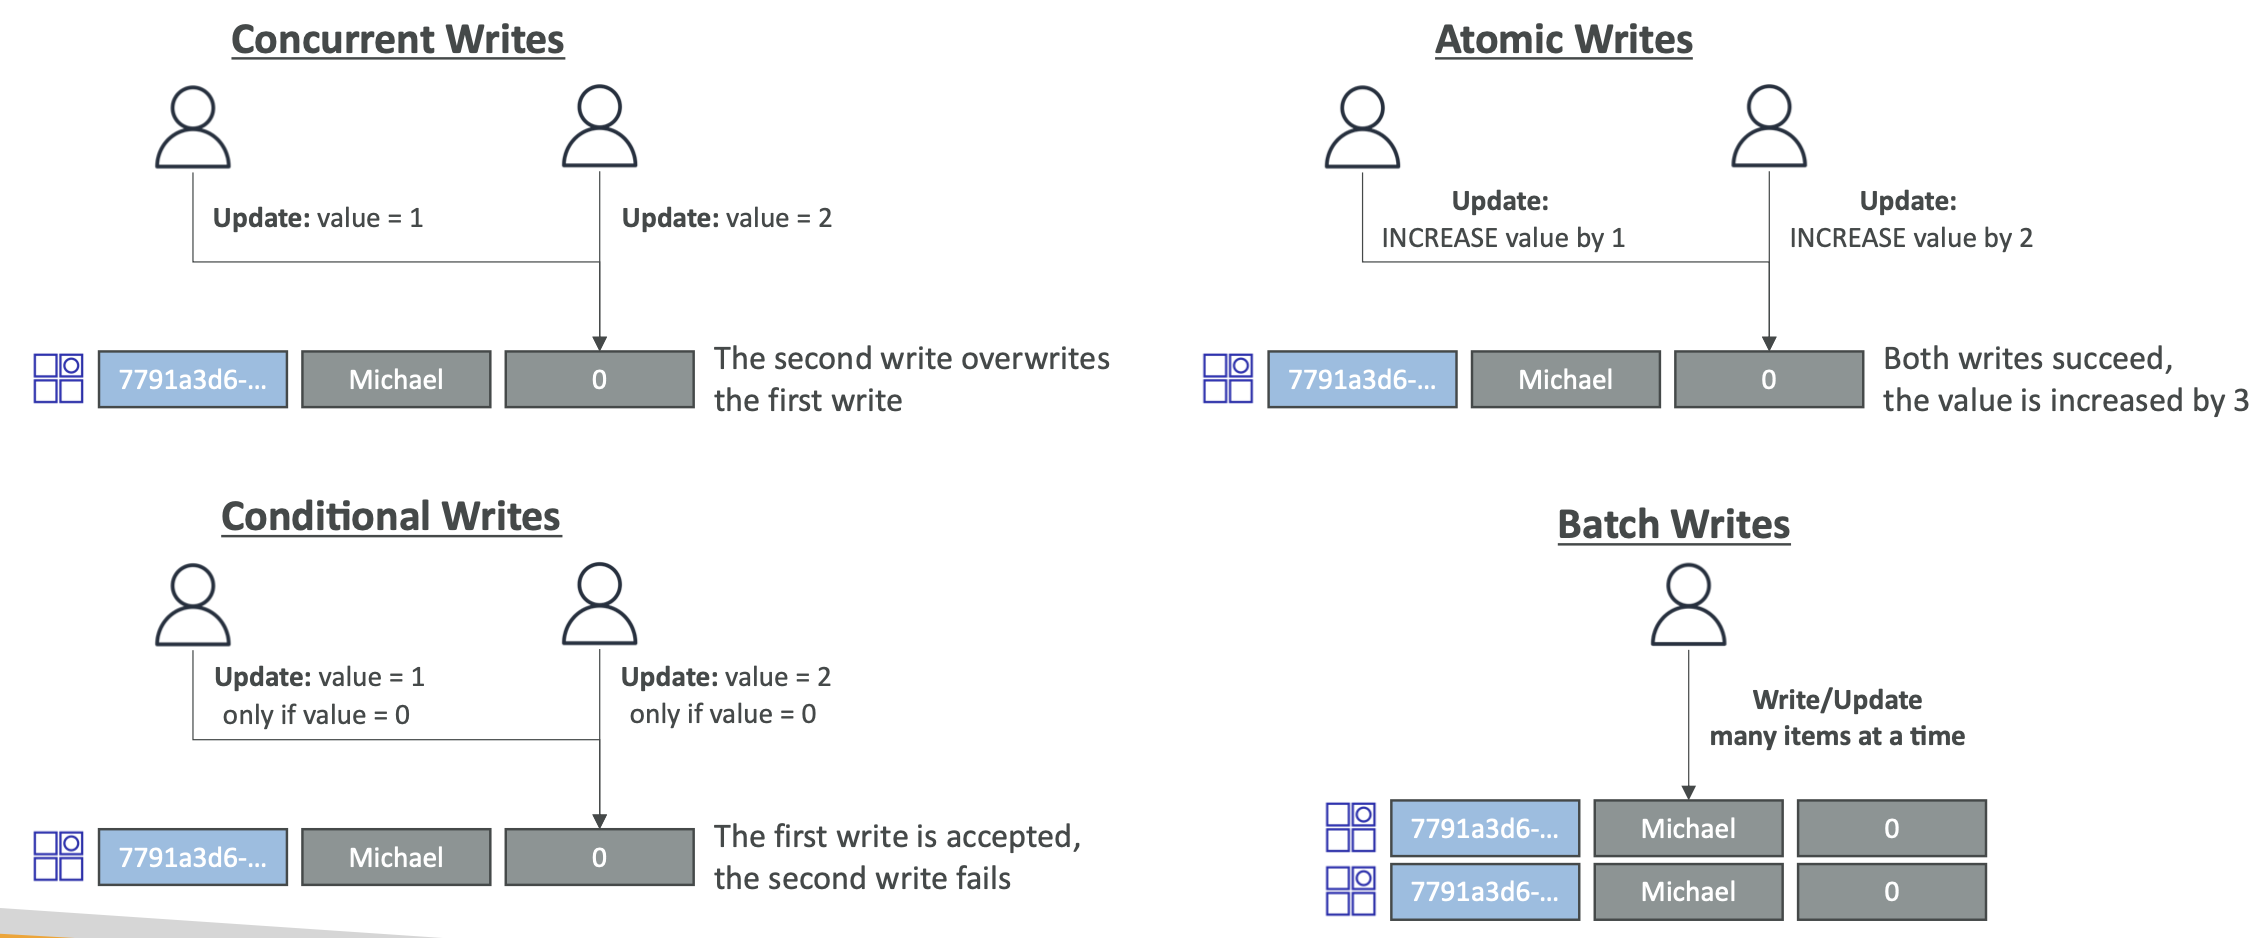 Concurrent Writes
Update: value = 1
Update: value = 2
7791a3d6-...
Michael
0
The second write overwrites
the first write
Atomic Writes
Update:
INCREASE value by 1
Update:
INCREASE value by 2
7791a3d6-...
Michael
0
Both writes succeed,
the value is increased by 3
Conditional Writes
Update: value = 1
only if value = 0
Update: value = 2
only if value = 0
7791a3d6-...
Michael
0
The first write is accepted,
the second write fails
Batch Writes
Write/Update
many items at a time
7791a3d6-...
Michael
0
7791a3d6-...
Michael
0